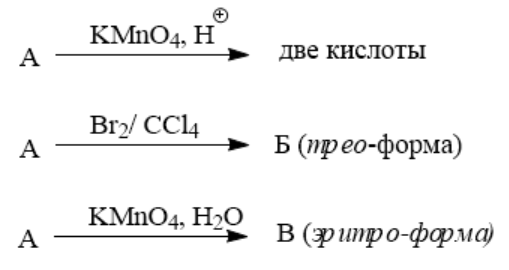 A KMnO4, H⊕ две кислоты
A Br2/ CCl4 Б (трео-форма)
A KMnO4, H2O В (эритро-форма)